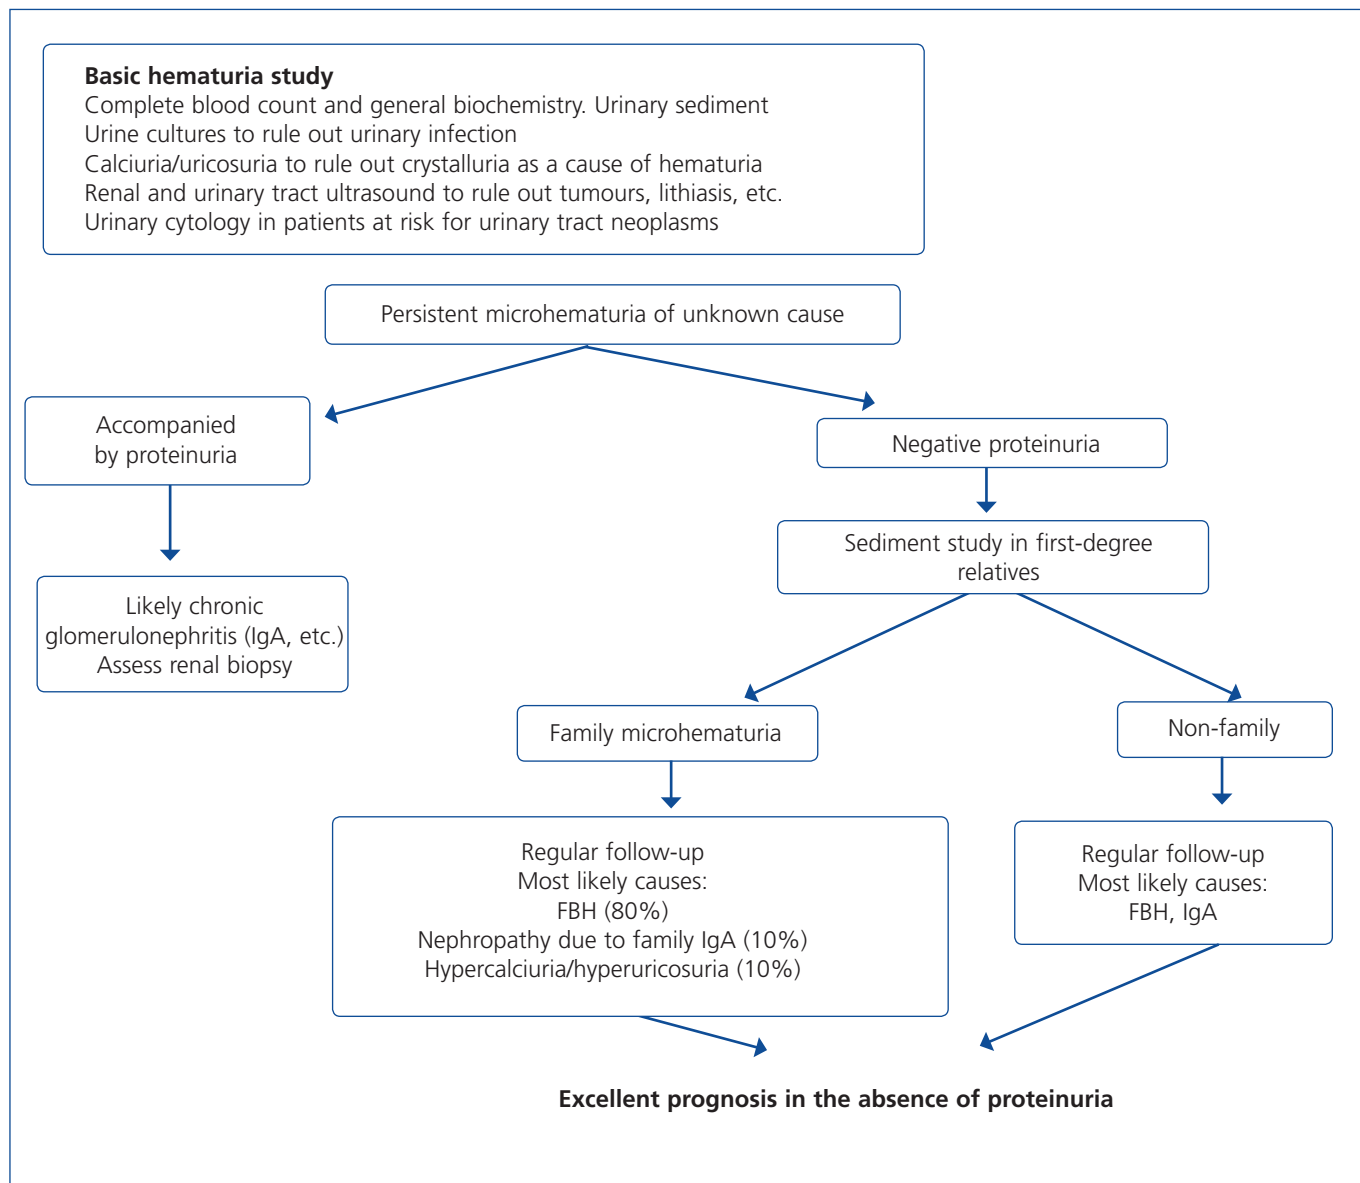 Basic hematuria study
Complete blood count and general biochemistry. Urinary sediment
Urine cultures to rule out urinary infection
Calciuria/uricosuria to rule out crystalluria as a cause of hematuria
Renal and urinary tract ultrasound to rule out tumours, lithiasis, etc.
Urinary cytology in patients at risk for urinary tract neoplasms
Persistent microhematuria of unknown cause
Accompanied
by proteinuria
Negative proteinuria
Sediment study in first-degree
relatives
Likely chronic
glomerulonephritis (IgA, etc.)
Assess renal biopsy
Family microhematuria
Non-family
Regular follow-up
Most likely causes:
FBH (80%)
Nephropathy due to family IgA (10%)
Hypercalciuria/hyperuricosuria (10%)
Regular follow-up
Most likely causes:
FBH, IgA
Excellent prognosis in the absence of proteinuria